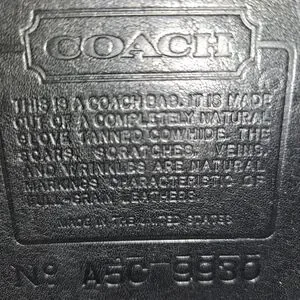 COACH
THIS IS A COACH BAG. IT IS MADE
OUT OF A COMPLETELY NATURAL
GLOVE TANNED COWHIDE. THE
SCARS, SCRATCHES, VEINS,
AND WRINKLES ARE NATURAL
MARKINGS CHARACTERISTIC OF
FULL-GRAIN LEATHERS.
MADE IN THE UNITED STATES
No A5C-9930